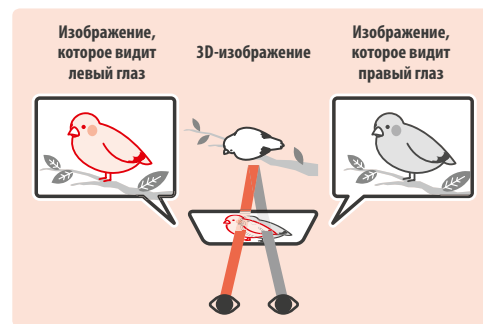 Изображение,
которое видит
левый глаз
3D-изображение
Изображение,
которое видит
правый глаз